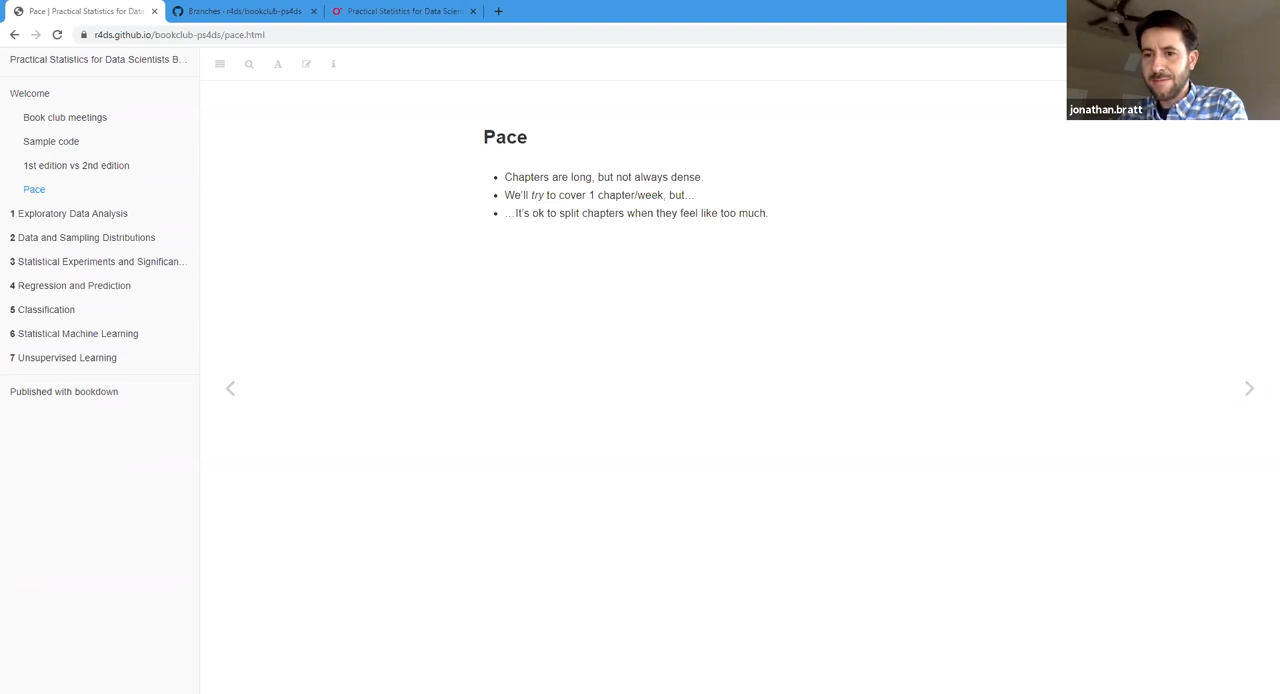 Pace | Practical Statistics for Data
Branches · r4ds/bookclub-ps4ds
Practical Statistics for Data Scien
r4ds.github.io/bookclub-ps4ds/pace.html
Practical Statistics for Data Scientists B...
Welcome
Book club meetings
Sample code
1st edition vs 2nd edition
Pace
1 Exploratory Data Analysis
2 Data and Sampling Distributions
3 Statistical Experiments and Significan...
4 Regression and Prediction
5 Classification
6 Statistical Machine Learning
7 Unsupervised Learning
Published with bookdown
Pace
• Chapters are long, but not always dense.
• We'll try to cover 1 chapter/week, but…
• …It's ok to split chapters when they feel like too much.
jonathan.bratt